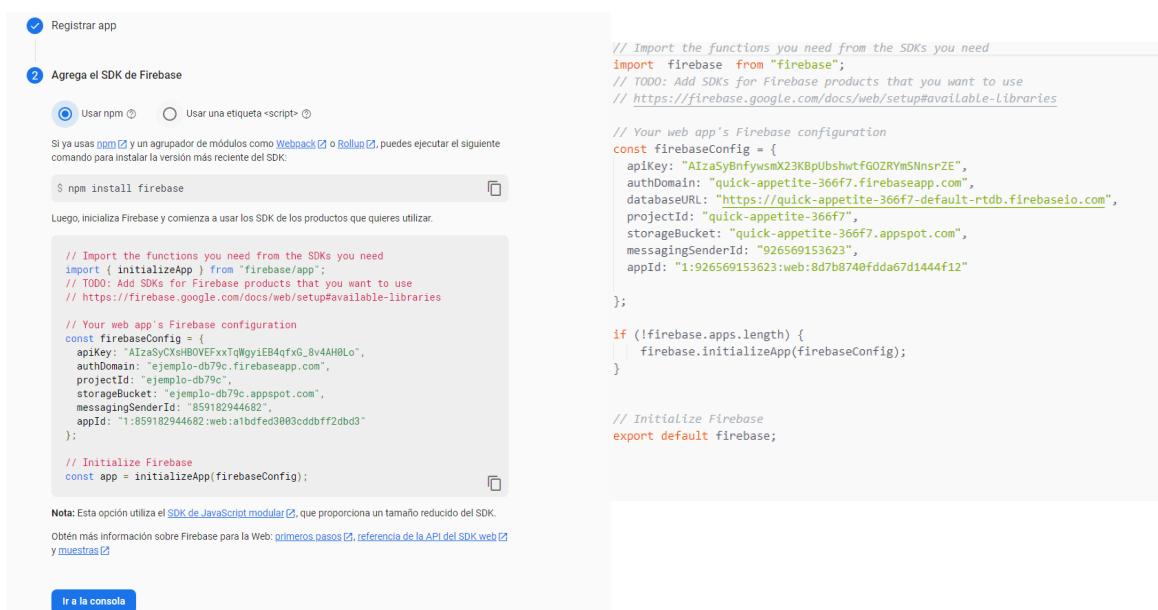 Registrar app
2 Agrega el SDK de Firebase
Usar npm Usar una etiqueta <script>
Si ya usas npm y un agrupador de módulos como Webpack o Rollup, puedes ejecutar el siguiente
comando para instalar la versión más reciente del SDK:
$ npm install firebase
Luego, inicializa Firebase y comienza a usar los SDK de los productos que quieres utilizar.
// Import the functions you need from the SDKs you need
import { initializeApp } from "firebase/app";
// TODO: Add SDKs for Firebase products that you want to use
// https://firebase.google.com/docs/web/setup#available-libraries
// Your web app's Firebase configuration
const firebaseConfig = {
apiKey: "AIzaSyCXsHBOVEFxxTqWgyiEB4qfxG_8v4AH0Lo",
authDomain: "ejemplo-db79c.firebaseapp.com",
projectId: "ejemplo-db79c",
storageBucket: "ejemplo-db79c.appspot.com",
messagingSenderId: "859182944682",
appId: "1:859182944682:web:a1bdfed3003cddbff2dbd3"
};
// Initialize Firebase
const app = initializeApp(firebaseConfig);
Nota: Esta opción utiliza el SDK de JavaScript modular, que proporciona un tamaño reducido del SDK.
Obtén más información sobre Firebase para la Web: primeros pasos, referencia de la API del SDK web
y muestras
Ir a la consola
// Import the functions you need from the SDKs you need
import firebase from "firebase";
// TODO: Add SDKs for Firebase products that you want to use
// https://firebase.google.com/docs/web/setup#available-libraries
// Your web app's Firebase configuration
const firebaseConfig = {
apiKey: "AIzaSyBnfywsmX23KBpUbshwtfGOZRYmSNnsrZE",
authDomain: "quick-appetite-366f7.firebaseapp.com",
databaseURL: "https://quick-appetite-366f7-default-rtdb.firebaseio.com",
projectId: "quick-appetite-366f7",
storageBucket: "quick-appetite-366f7.appspot.com",
messagingSenderId: "926569153623",
appId: "1:926569153623:web:8d7b8740fdda67d1444f12"
};
if (!firebase.apps.length) {
firebase.initializeApp(firebaseConfig);
}
// Initialize Firebase
export default firebase;